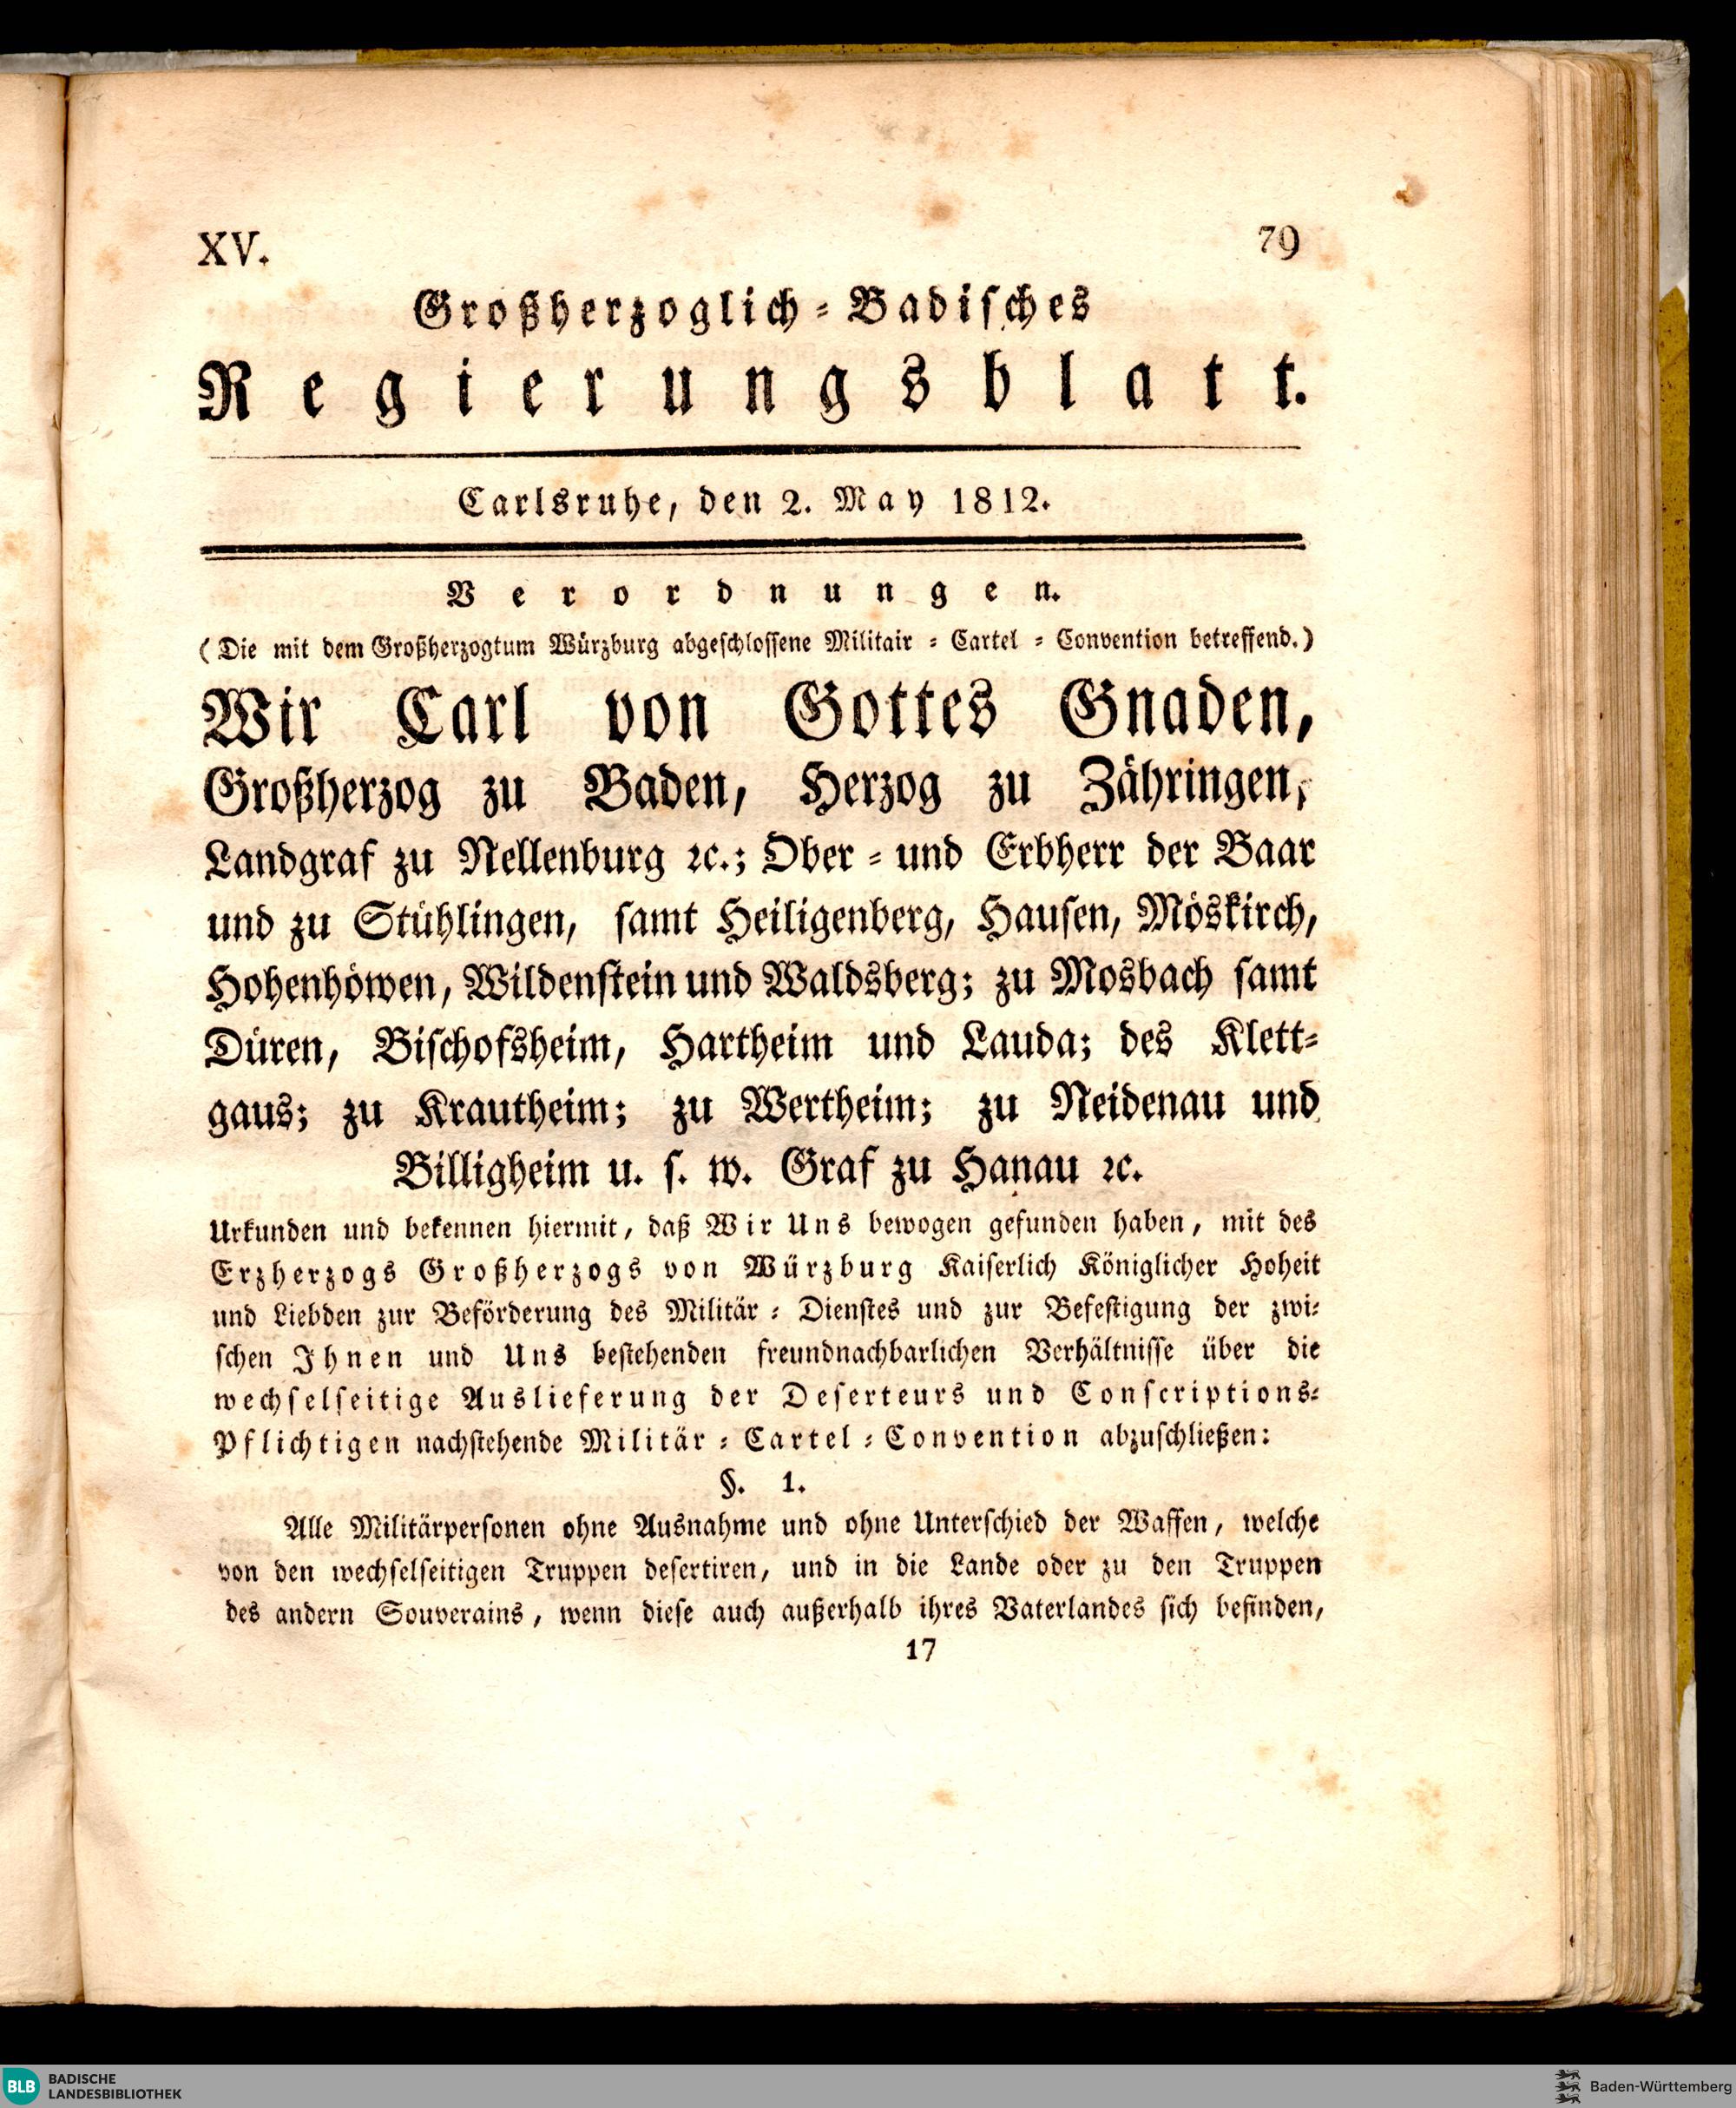 XV.
79
Großherzoglich-Badisches
Regierungsblatt.
Carlsruhe, den 2. May 1812.
Verordnungen.
(Die mit dem Großherzogtum Würzburg abgeschlossene Militair-Cartel-Convention betreffend.)
Wir Carl von Gottes Gnaden,
Großherzog zu Baden, Herzog zu Zähringen,
Landgraf zu Nellenburg ꝛc.; Ober- und Erbherr der Baar
und zu Stühlingen, samt Heiligenberg, Hausen, Möskirch,
Hohenhöwen, Wildenstein und Waldsberg; zu Mosbach samt
Düren, Bischofsheim, Hartheim und Lauda; des Klett-
gaus; zu Krautheim; zu Wertheim; zu Neidenau und
Billigheim u. s. w. Graf zu Hanau ꝛc.
Urkunden und bekennen hiermit, daß Wir Uns bewogen gefunden haben, mit des
Erzherzogs Großherzogs von Würzburg Kaiserlich Königlicher Hoheit
und Liebden zur Beförderung des Militär-Dienstes und zur Befestigung der zwi-
schen Ihnen und Uns bestehenden freundnachbarlichen Verhältnisse über die
wechselseitige Auslieferung der Deserteurs und Conscriptions-
Pflichtigen nachstehende Militär-Cartel-Convention abzuschließen:
§. 1.
Alle Militärpersonen ohne Ausnahme und ohne Unterschied der Waffen, welche
von den wechselseitigen Truppen desertiren, und in die Lande oder zu den Truppen
des andern Souverains, wenn diese auch außerhalb ihres Vaterlandes sich befinden,
17
BLB BADISCHE
LANDESBIBLIOTHEK
Baden-Württemberg